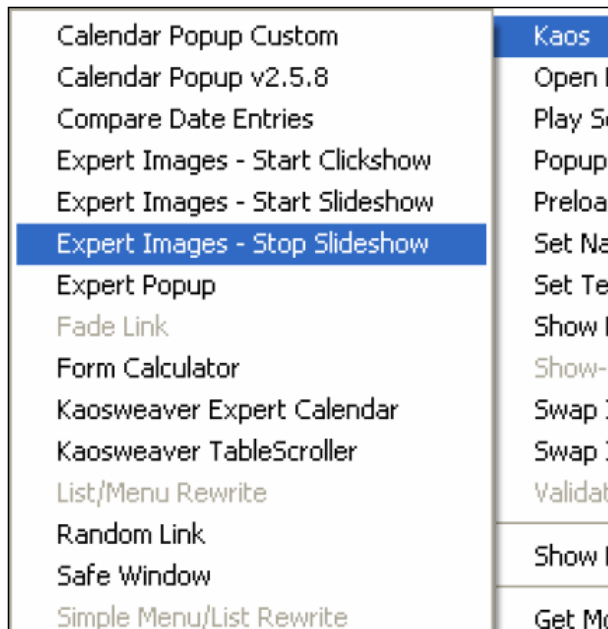 Calendar Popup Custom
Calendar Popup v2.5.8
Compare Date Entries
Expert Images - Start Clickshow
Expert Images - Start Slideshow
Expert Images - Stop Slideshow
Expert Popup
Fade Link
Form Calculator
Kaosweaver Expert Calendar
Kaosweaver TableScroller
List/Menu Rewrite
Random Link
Safe Window
Simple Menu/List Rewrite
Kaos
Open
Play
Popup
Set
Set
Show
Show-
Swap
Swap
Show
Get